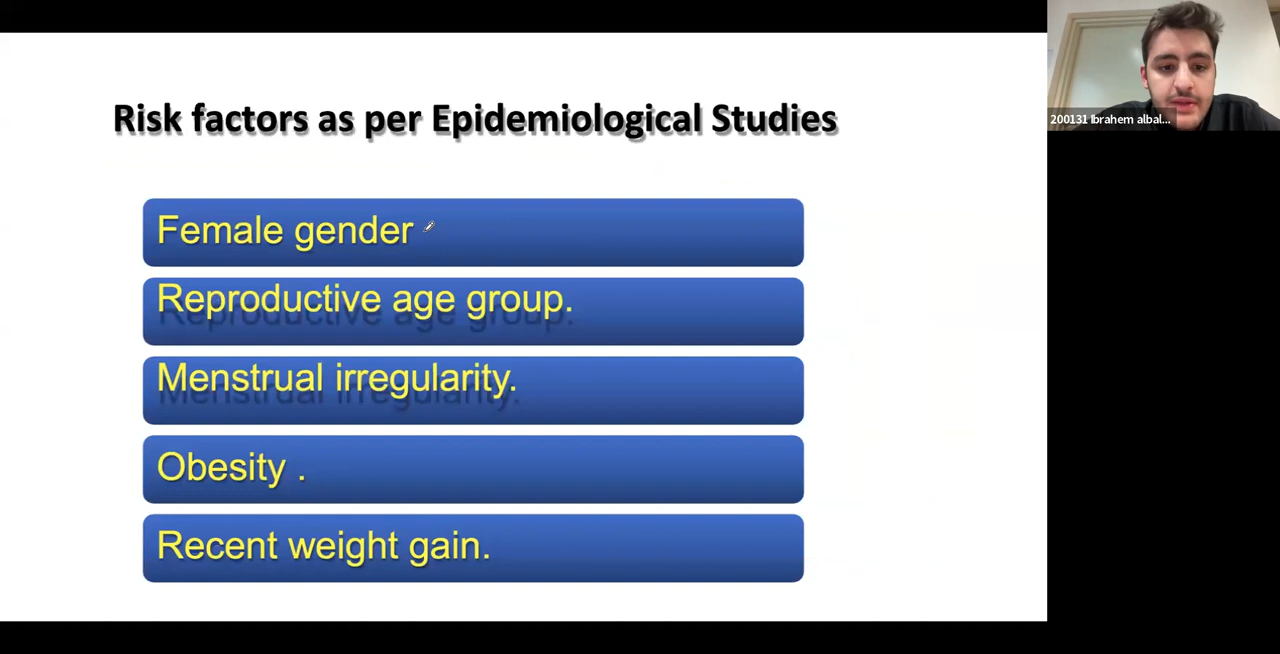 Risk factors as per Epidemiological Studies
Female gender
Reproductive age group.
Menstrual irregularity.
Obesity .
Recent weight gain.
200131 Ibrahem albal...